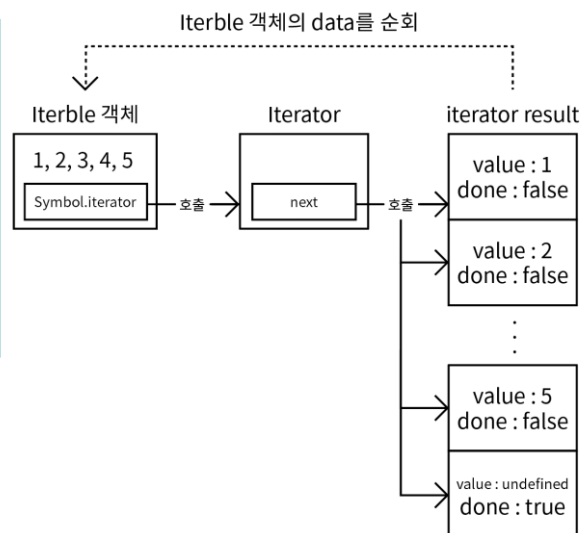 Iterble 객체의 data를 순회
Iterble 객체
Iterator
iterator result
1, 2, 3, 4, 5
Symbol.iterator
호출
next
호출
value : 1
done : false
value : 2
done : false
value : 5
done : false
value : undefined
done : true